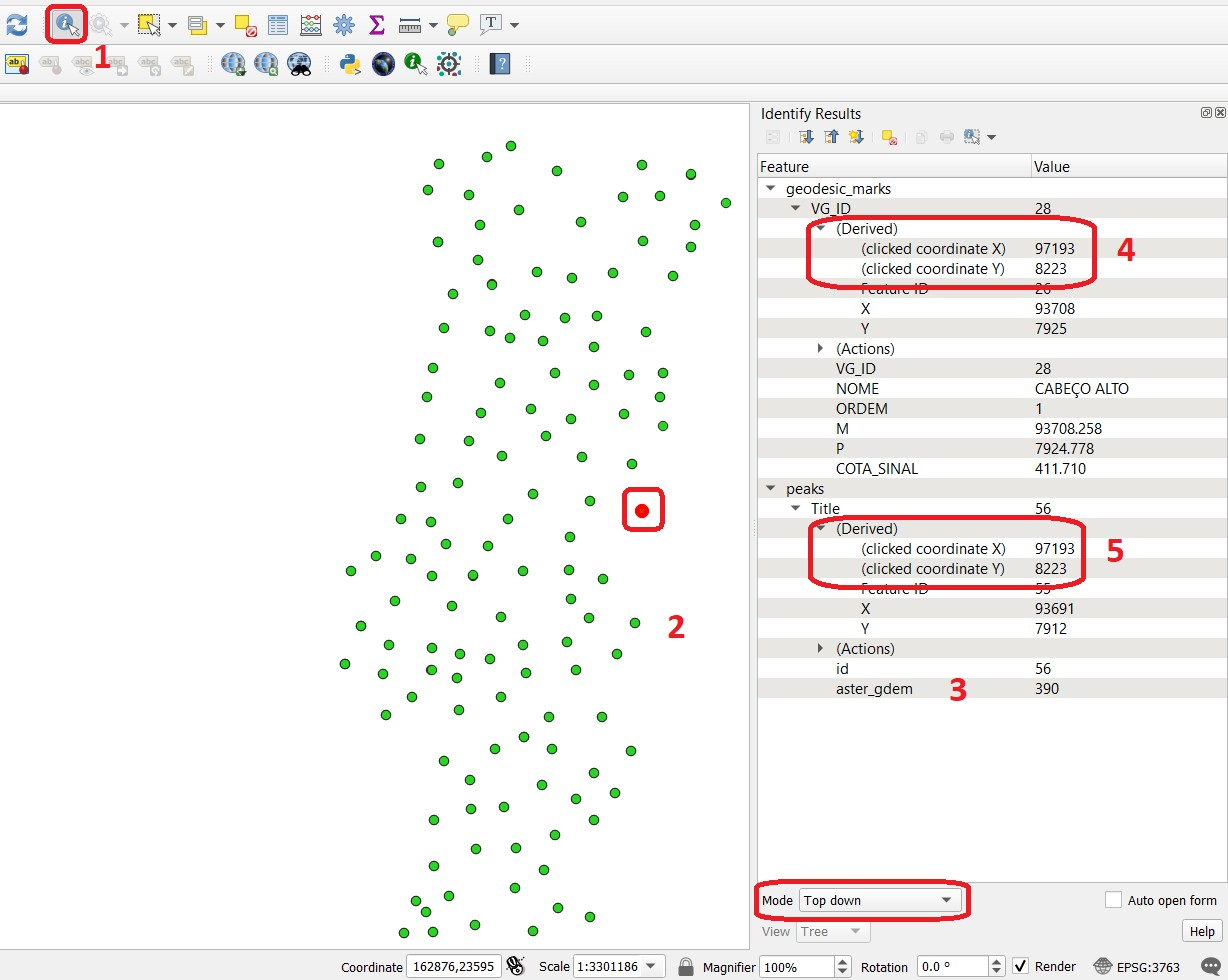 1
Identify Results
Feature Value
geodesic_marks
VG_ID 28
(Derived)
(clicked coordinate X) 97193
(clicked coordinate Y) 8223
4
Feature ID 26
X 93708
Y 7925
(Actions)
VG_ID 28
NOME CABEÇO ALTO
ORDEM 1
M 93708.258
P 7924.778
COTA_SINAL 411.710
peaks
Title 56
(Derived)
(clicked coordinate X) 97193
(clicked coordinate Y) 8223
5
Feature ID 55
X 93691
Y 7912
2
(Actions)
id 56
aster_gdem 3 390
Mode Top down Auto open form
View Tree Help
Coordinate 162876,23595 Scale 1:3301186 Magnifier 100% Rotation 0.0 ° Render EPSG:3763